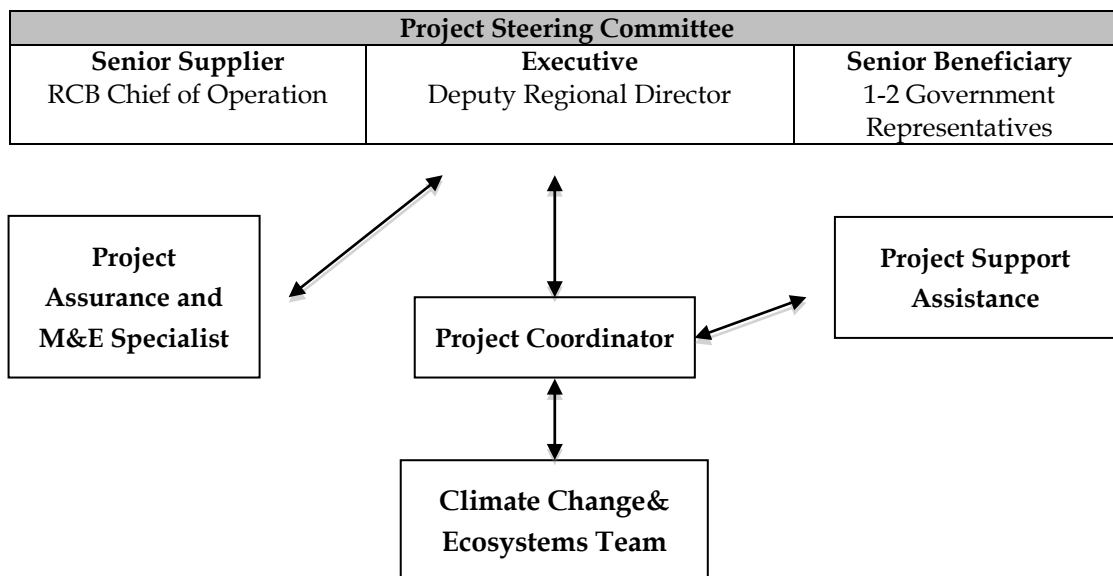 Project Steering Committee
Senior Supplier
RCB Chief of Operation
Executive
Deputy Regional Director
Senior Beneficiary
1-2 Government
Representatives
Project
Assurance and
M&E Specialist
Project Support
Assistance
Project Coordinator
Climate Change&
Ecosystems Team